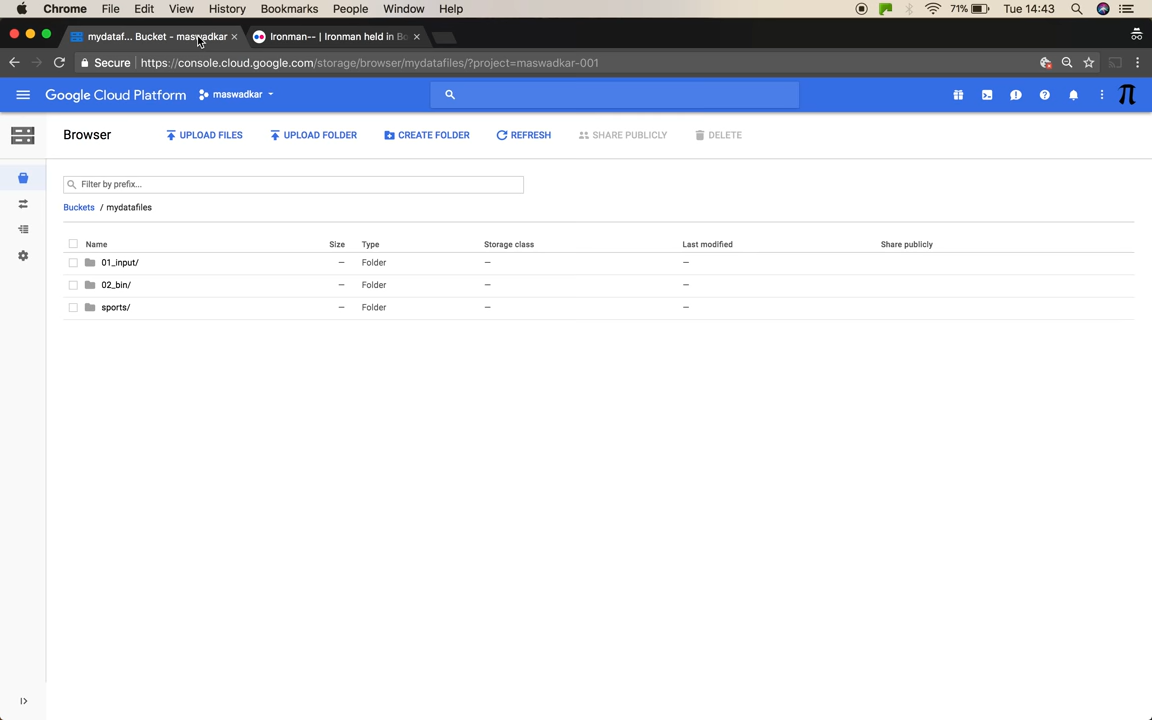 Chrome File Edit View History Bookmarks People Window Help 71% Tue 14:43
mydataf... Bucket - maswadkar Ironman-- | Ironman held in Bo
Secure https://console.cloud.google.com/storage/browser/mydatafiles/?project=maswadkar-001
Google Cloud Platform maswadkar
Browser UPLOAD FILES UPLOAD FOLDER CREATE FOLDER REFRESH SHARE PUBLICLY DELETE
Filter by prefix...
Buckets / mydatafiles
Name Size Type Storage class Last modified Share publicly
01_input/ — Folder — —
02_bin/ — Folder — —
sports/ — Folder — —